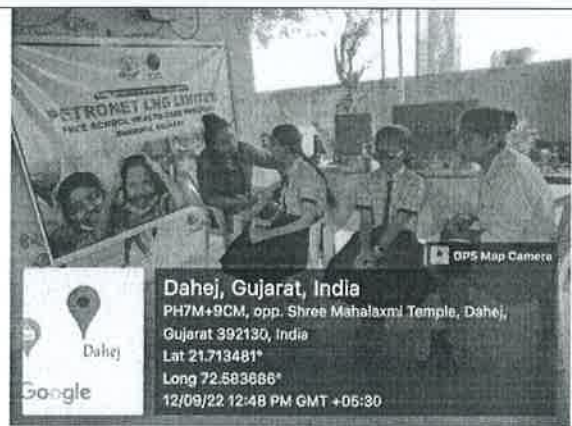 PETRONET LNG LIMITED
FREE SCHOOL HEALTH
GPS Map Camera
Dahej, Gujarat, India
PH7M+9CM, opp. Shree Mahalaxmi Temple, Dahej,
Gujarat 392130, India
Lat 21.713481°
Long 72.583686°
12/09/22 12:48 PM GMT +05:30
Dahej
Google